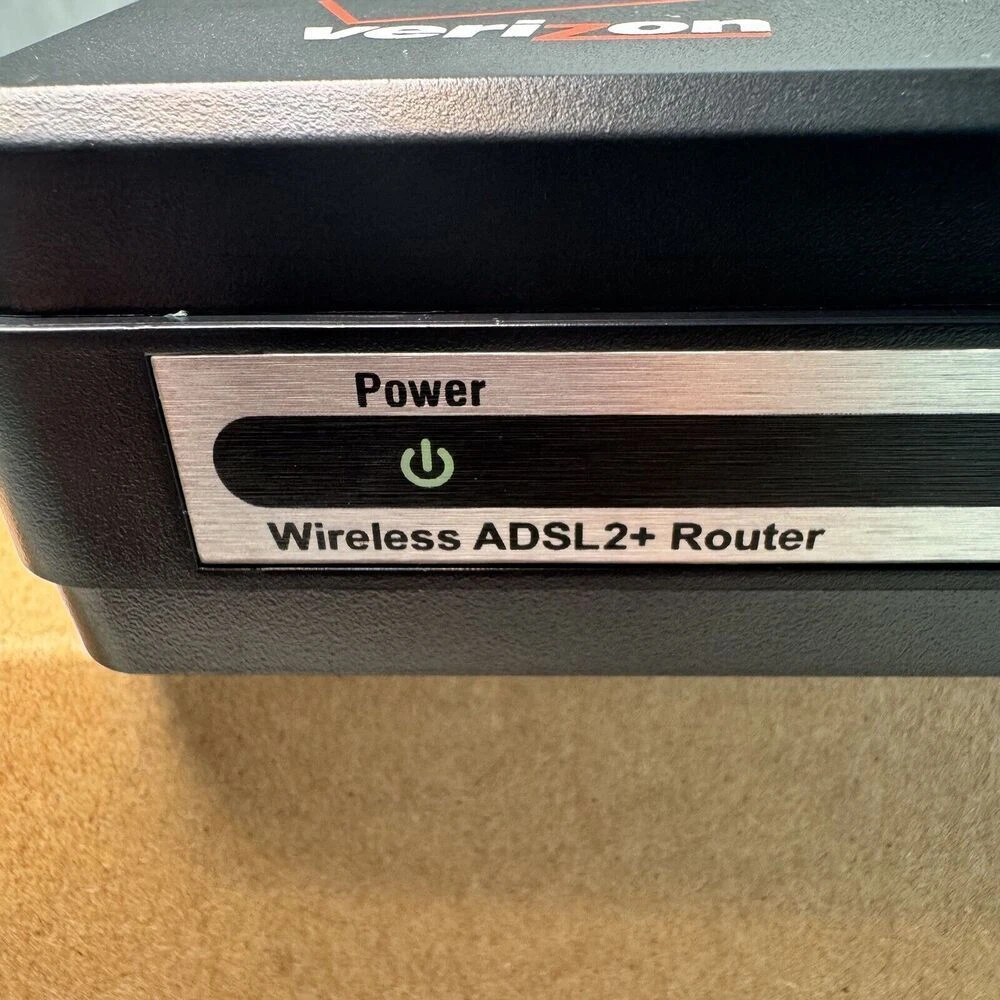 verizon
Power
Wireless ADSL2+ Router